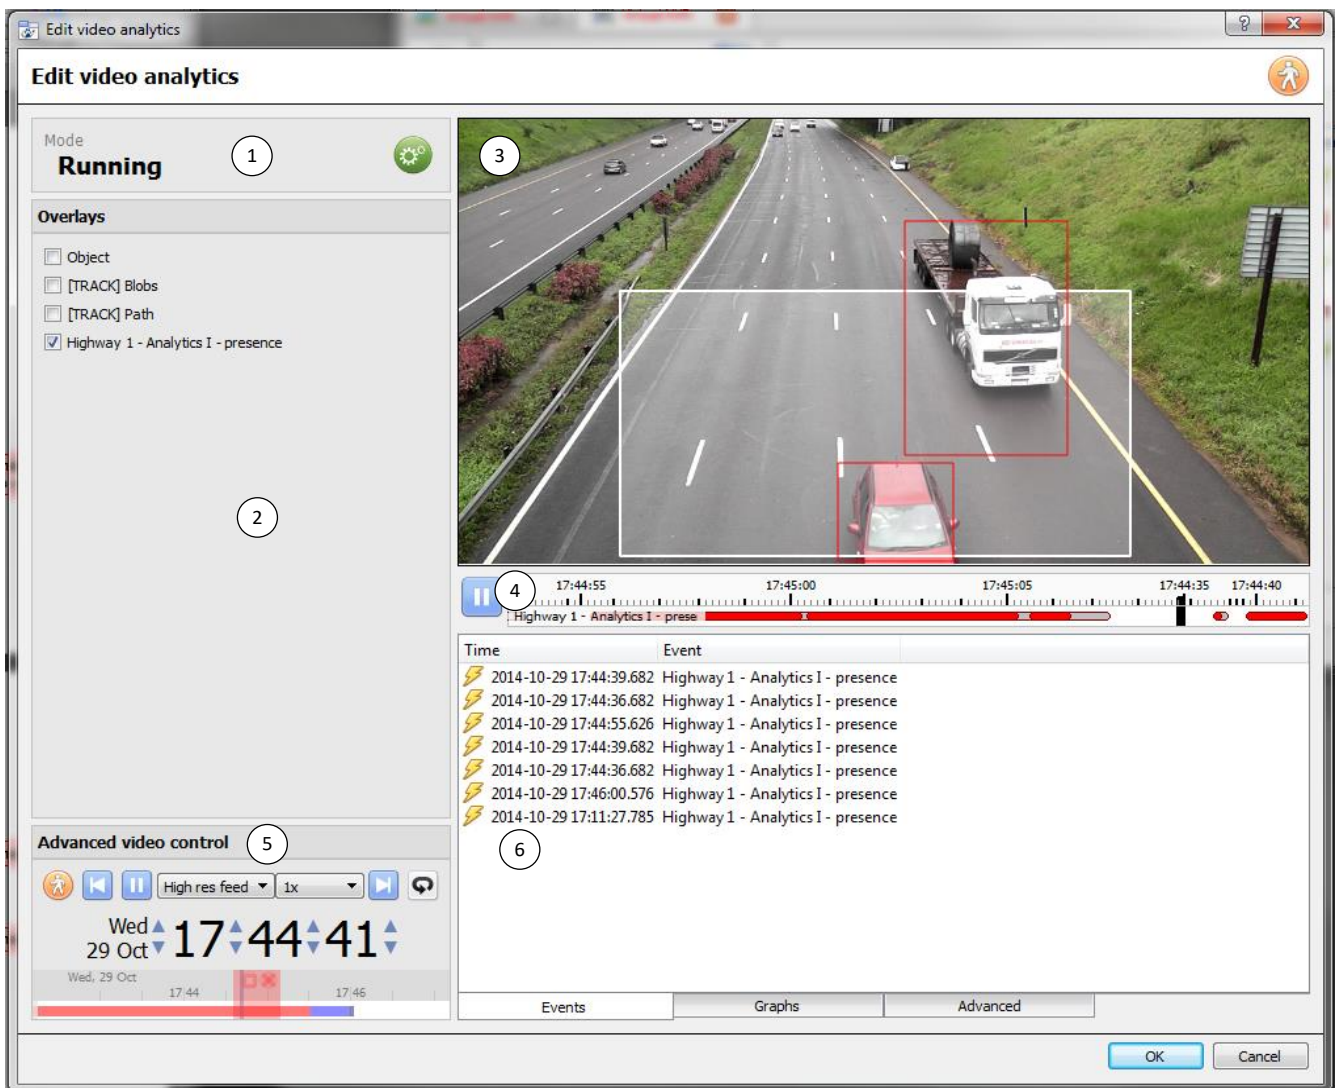 Edit video analytics
Edit video analytics
Mode
Running
1
Overlays
Object
[TRACK] Blobs
[TRACK] Path
Highway 1 - Analytics I - presence
2
3
4
17:44:55 17:45:00 17:45:05 17:44:35 17:44:40
Highway 1 - Analytics I - prese
Time Event
2014-10-29 17:44:39.682 Highway 1 - Analytics I - presence
2014-10-29 17:44:36.682 Highway 1 - Analytics I - presence
2014-10-29 17:44:55.626 Highway 1 - Analytics I - presence
2014-10-29 17:44:39.682 Highway 1 - Analytics I - presence
2014-10-29 17:44:36.682 Highway 1 - Analytics I - presence
2014-10-29 17:46:00.576 Highway 1 - Analytics I - presence
2014-10-29 17:11:27.785 Highway 1 - Analytics I - presence
6
Events Graphs Advanced
Advanced video control 5
High res feed 1x
Wed
29 Oct 17 44 41
Wed, 29 Oct
17:44 17:46
OK Cancel